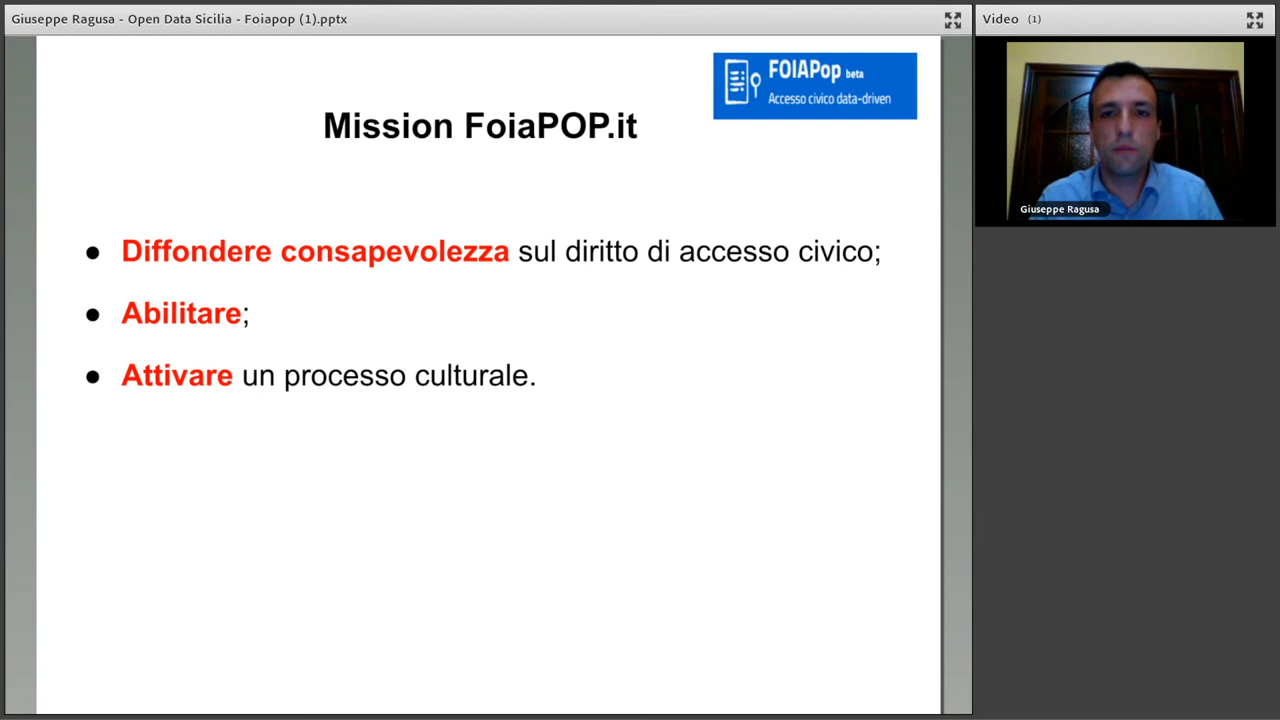 Giuseppe Ragusa - Open Data Sicilia - Foiapop (1).pptx
Video (1)
FOIAPop beta
Accesso civico data-driven
Mission FoiaPOP.it
Giuseppe Ragusa
● Diffondere consapevolezza sul diritto di accesso civico;
● Abilitare;
● Attivare un processo culturale.